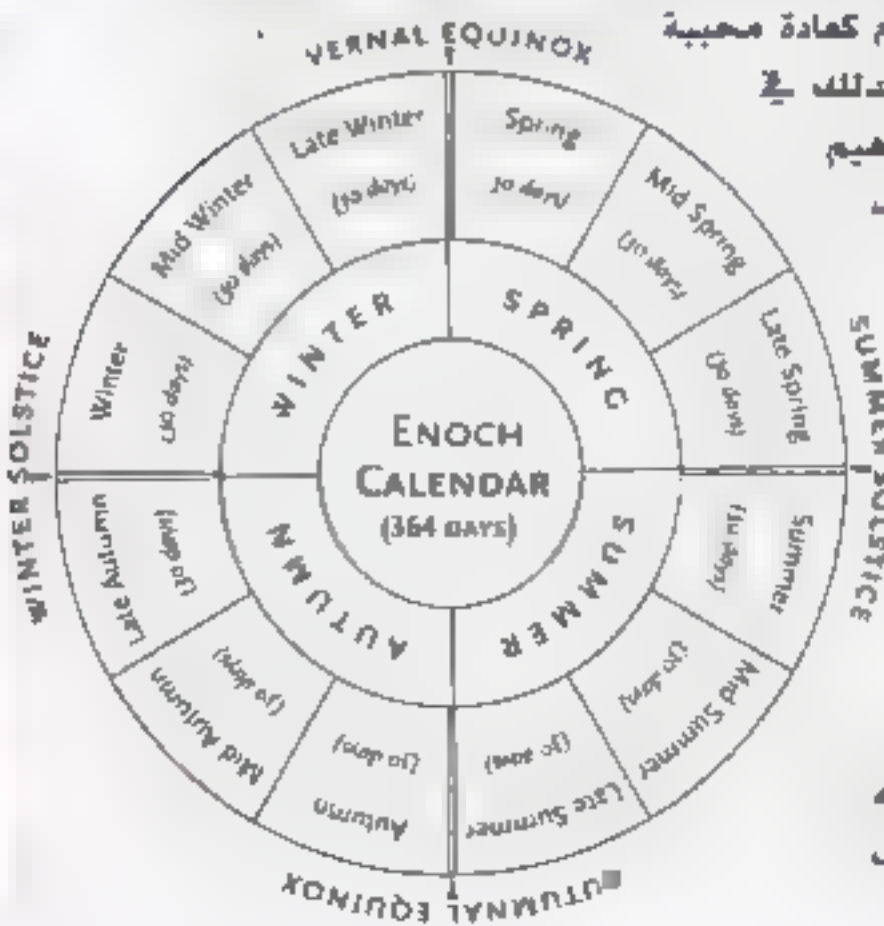 م كعادة محببة
VERNAL EQUINOX
Spring
(30 days)
Mid Spring
(30 days)
Late Spring
(30 days)
SUMMER SOLSTICE
Summer
(30 days)
Mid Summer
(30 days)
Late Summer
(30 days)
AUTUMNAL EQUINOX
Autumn
(30 days)
Mid Autumn
(30 days)
Late Autumn
(30 days)
WINTER SOLSTICE
Winter
(30 days)
Mid Winter
(30 days)
Late Winter
(30 days)
SPRING
SUMMER
AUTUMN
WINTER
ENOCH
CALENDAR
(364 DAYS)